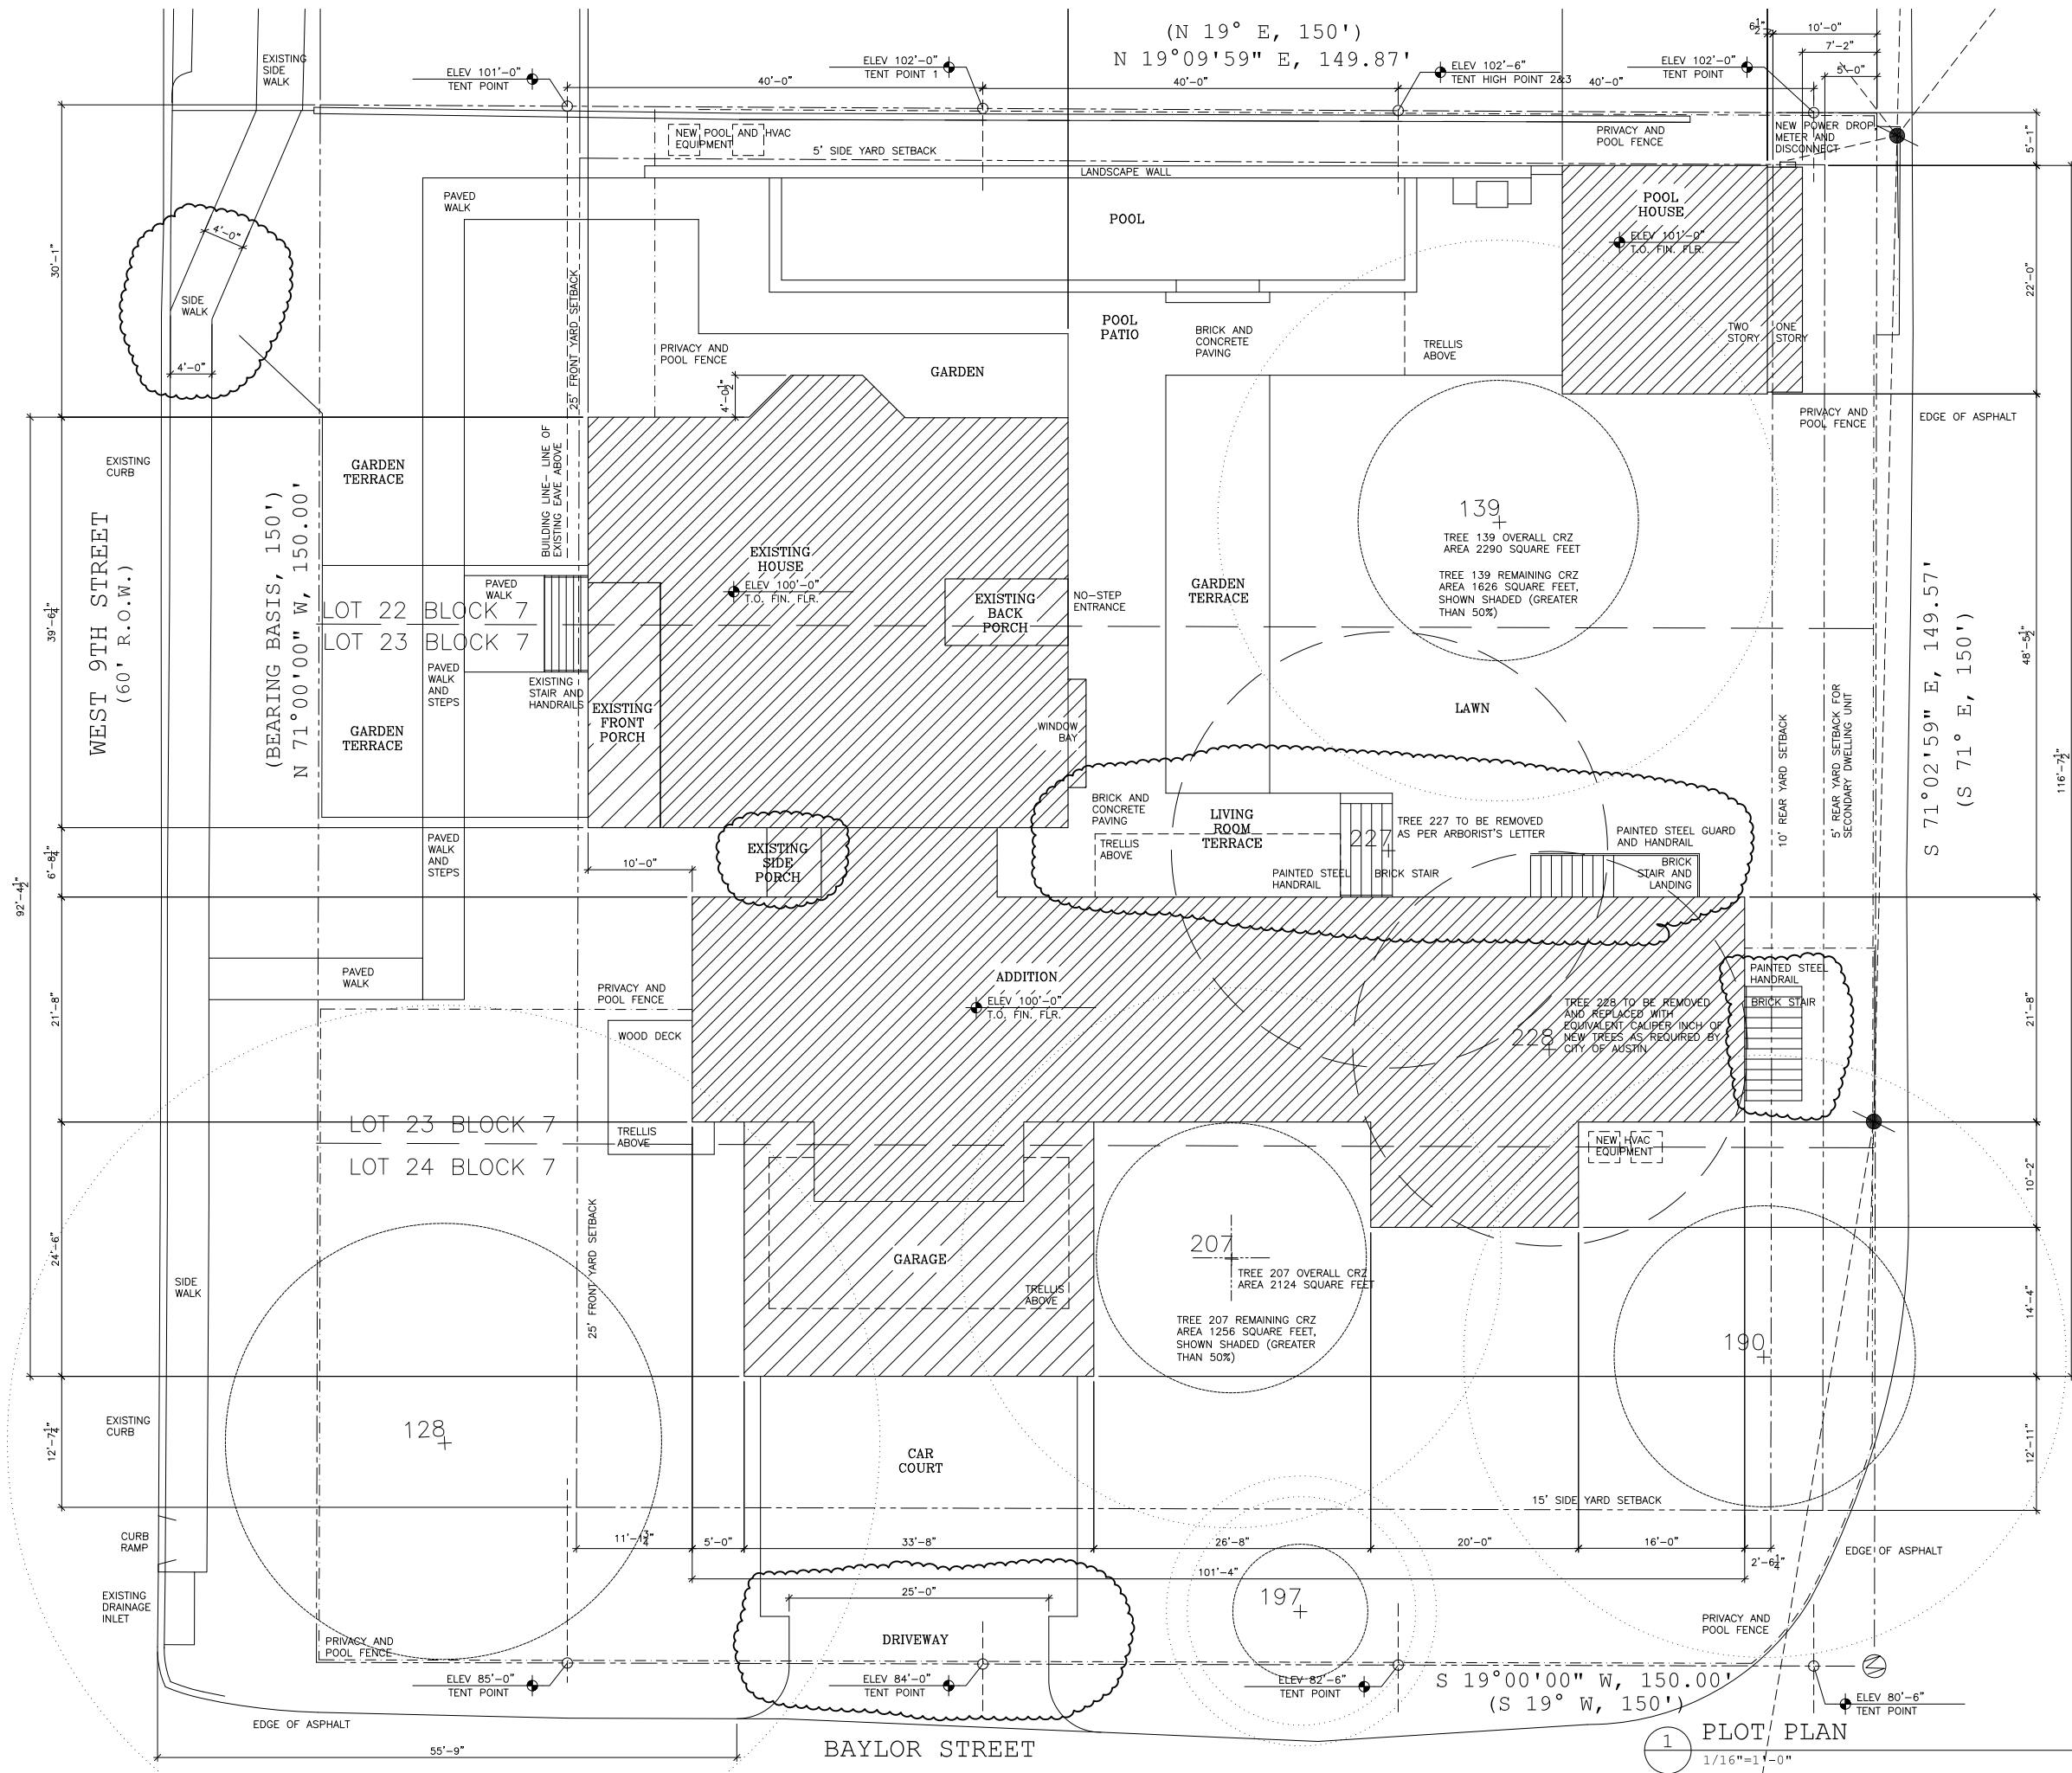 (N 19° E, 150')
N 19°09'59" E, 149.87'
6 1/2"
10'-0"
7'-2"
5'-0"
EXISTING
SIDE
WALK
ELEV 101'-0"
TENT POINT
ELEV 102'-0"
TENT POINT 1
ELEV 102'-6"
TENT HIGH POINT 2&3
ELEV 102'-0"
TENT POINT
40'-0"
40'-0"
40'-0"
NEW POOL AND HVAC
EQUIPMENT
5' SIDE YARD SETBACK
PRIVACY AND
POOL FENCE
NEW POWER DROP
METER AND
DISCONNECT
5'-1"
LANDSCAPE WALL
PAVED
WALK
POOL
POOL
HOUSE
ELEV 101'-0"
T.O. FIN. FLR.
4'-0"
30'-1"
22'-0"
SIDE
WALK
25' FRONT YARD SETBACK
POOL
PATIO
BRICK AND
CONCRETE
PAVING
TRELLIS
ABOVE
TWO
STORY
ONE
STORY
PRIVACY AND
POOL FENCE
4'-0"
GARDEN
4'-0 1/2"
PRIVACY AND
POOL FENCE
EDGE OF ASPHALT
EXISTING
CURB
GARDEN
TERRACE
BUILDING LINE- LINE OF
EXISTING EAVE ABOVE
WEST 9TH STREET
(60' R.O.W.)
(BEARING BASIS, 150')
N 71°00'00" W, 150.00'
139
TREE 139 OVERALL CRZ
AREA 2290 SQUARE FEET
TREE 139 REMAINING CRZ
AREA 1626 SQUARE FEET,
SHOWN SHADED (GREATER
THAN 50%)
EXISTING
HOUSE
ELEV 100'-0"
T.O. FIN. FLR.
EXISTING
BACK
PORCH
NO-STEP
ENTRANCE
GARDEN
TERRACE
PAVED
WALK
LOT 22 BLOCK 7
LOT 23 BLOCK 7
39'-6 1/4"
48'-5 1/2"
S 71°02'59" E, 149.57'
(S 71° E, 150')
PAVED
WALK
AND
STEPS
EXISTING
STAIR AND
HANDRAILS
EXISTING
FRONT
PORCH
GARDEN
TERRACE
WINDOW
BAY
LAWN
10' REAR YARD SETBACK
5' REAR YARD SETBACK FOR
SECONDARY DWELLING UNIT
116'-7 1/2"
BRICK AND
CONCRETE
PAVING
LIVING
ROOM
TERRACE
227
TREE 227 TO BE REMOVED
AS PER ARBORIST'S LETTER
PAINTED STEEL GUARD
AND HANDRAIL
PAVED
WALK
AND
STEPS
EXISTING
SIDE
PORCH
TRELLIS
ABOVE
PAINTED STEEL
HANDRAIL
BRICK STAIR
BRICK
STAIR AND
LANDING
10'-0"
6'-8 1/4"
92'-4 1/2"
PAVED
WALK
ADDITION
ELEV 100'-0"
T.O. FIN. FLR.
PAINTED STEEL
HANDRAIL
BRICK STAIR
PRIVACY AND
POOL FENCE
WOOD DECK
228
TREE 228 TO BE REMOVED
AND REPLACED WITH
EQUIVALENT CALIPER INCH OF
NEW TREES AS REQUIRED BY
CITY OF AUSTIN
21'-8"
21'-8"
LOT 23 BLOCK 7
LOT 24 BLOCK 7
TRELLIS
ABOVE
NEW HVAC
EQUIPMENT
10'-2"
24'-6"
25' FRONT YARD SETBACK
SIDE
WALK
GARAGE
TRELLIS
ABOVE
207
TREE 207 OVERALL CRZ
AREA 2124 SQUARE FEET
TREE 207 REMAINING CRZ
AREA 1256 SQUARE FEET,
SHOWN SHADED (GREATER
THAN 50%)
190
14'-4"
EXISTING
CURB
128
CAR
COURT
12'-7 1/4"
12'-11"
15' SIDE YARD SETBACK
CURB
RAMP
11'-1 3/4"
5'-0"
33'-8"
26'-8"
20'-0"
16'-0"
2'-6 1/4"
EDGE OF ASPHALT
101'-4"
25'-0"
EXISTING
DRAINAGE
INLET
197
DRIVEWAY
PRIVACY AND
POOL FENCE
PRIVACY AND
POOL FENCE
ELEV 85'-0"
TENT POINT
ELEV 84'-0"
TENT POINT
ELEV 82'-6"
TENT POINT
S 19°00'00" W, 150.00'
(S 19° W, 150')
N
ELEV 80'-6"
TENT POINT
EDGE OF ASPHALT
55'-9"
BAYLOR STREET
1
PLOT PLAN
1/16"=1'-0"